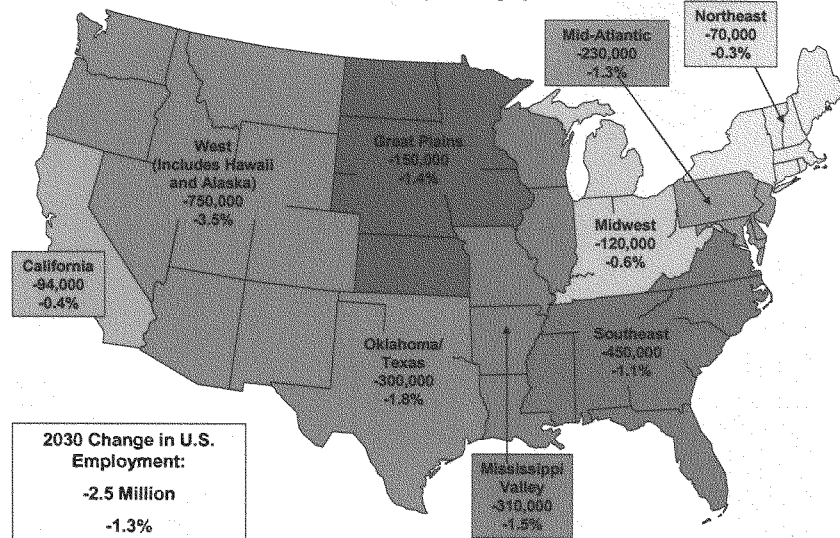 Northeast
-70,000
-0.3%
Mid-Atlantic
-230,000
-1.3%
West
(Includes Hawaii
and Alaska)
-750,000
-3.5%
Great Plains
-150,000
-1.4%
Midwest
-120,000
-0.6%
California
-94,000
-0.4%
Oklahoma/
Texas
-300,000
-1.8%
Southeast
-450,000
-1.1%
Mississippi
Valley
-310,000
-1.5%
2030 Change in U.S.
Employment:
-2.5 Million
-1.3%